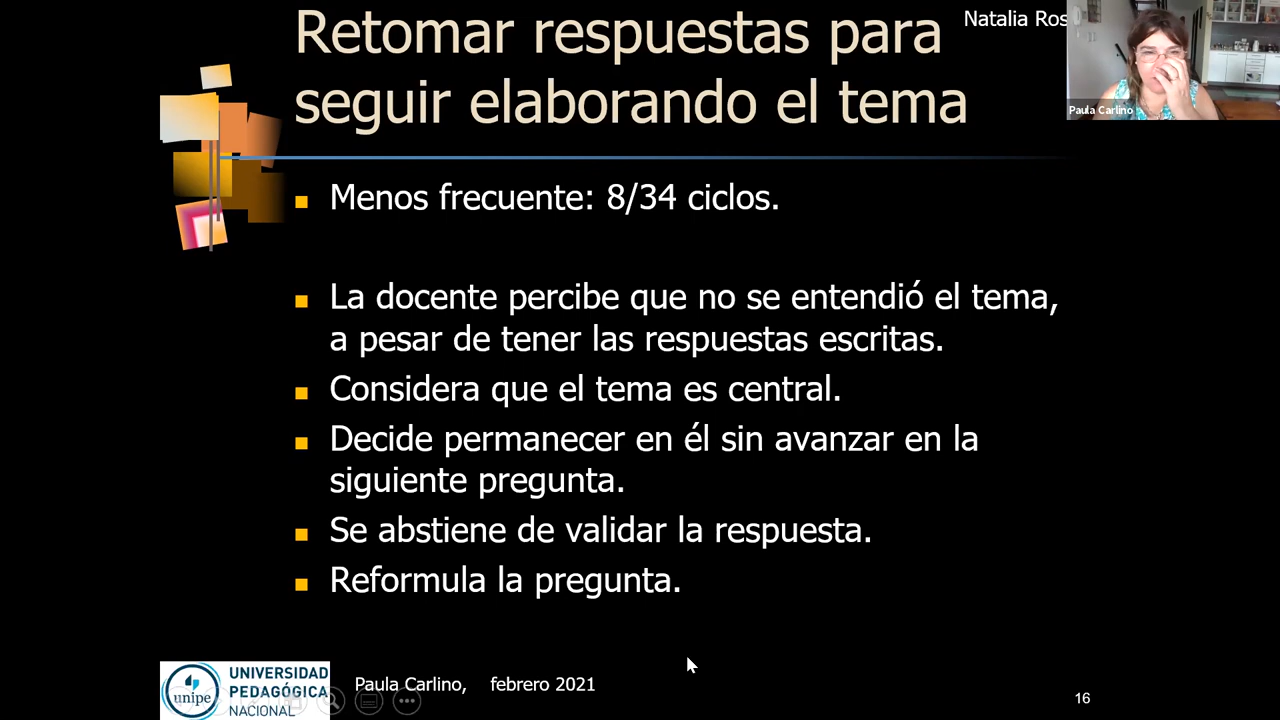 Retomar respuestas para
seguir elaborando el tema
Natalia Ros
Paula Carlino
Menos frecuente: 8/34 ciclos.
La docente percibe que no se entendió el tema,
a pesar de tener las respuestas escritas.
Considera que el tema es central.
Decide permanecer en él sin avanzar en la
siguiente pregunta.
Se abstiene de validar la respuesta.
Reformula la pregunta.
unipe
UNIVERSIDAD
PEDAGÓGICA
NACIONAL
Paula Carlino, febrero 2021
16